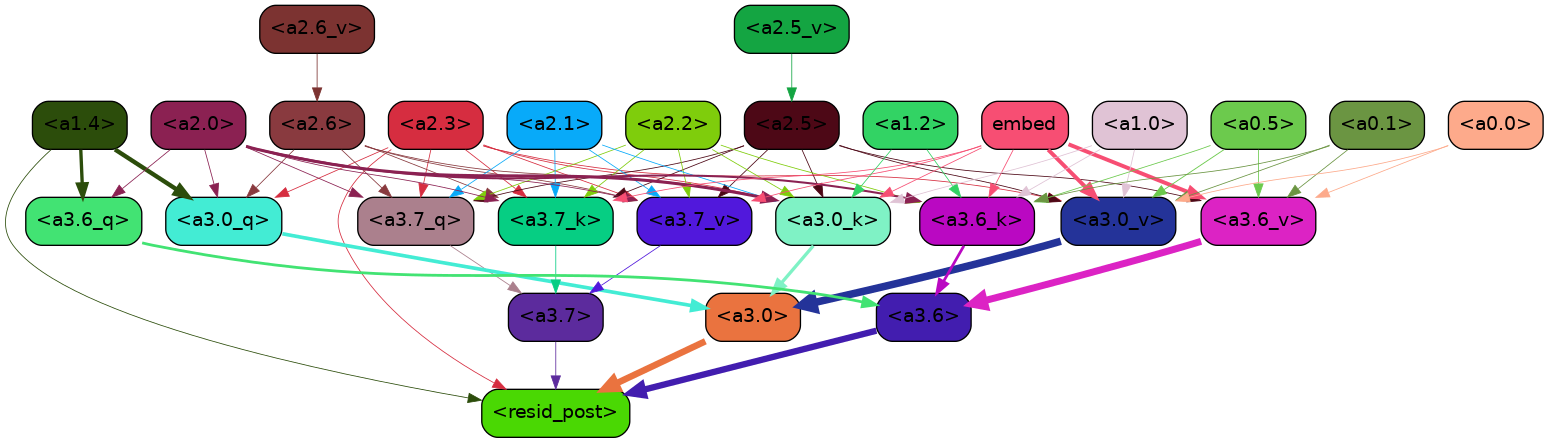 <a2.6_v> <a2.5_v>
<a1.4> <a2.0> <a2.6> <a2.3> <a2.1> <a2.2> <a2.5> <a1.2> embed <a1.0> <a0.5> <a0.1> <a0.0>
<a3.6_q> <a3.0_q> <a3.7_q> <a3.7_k> <a3.7_v> <a3.0_k> <a3.6_k> <a3.0_v> <a3.6_v>
<a3.7> <a3.0> <a3.6>
<resid_post>